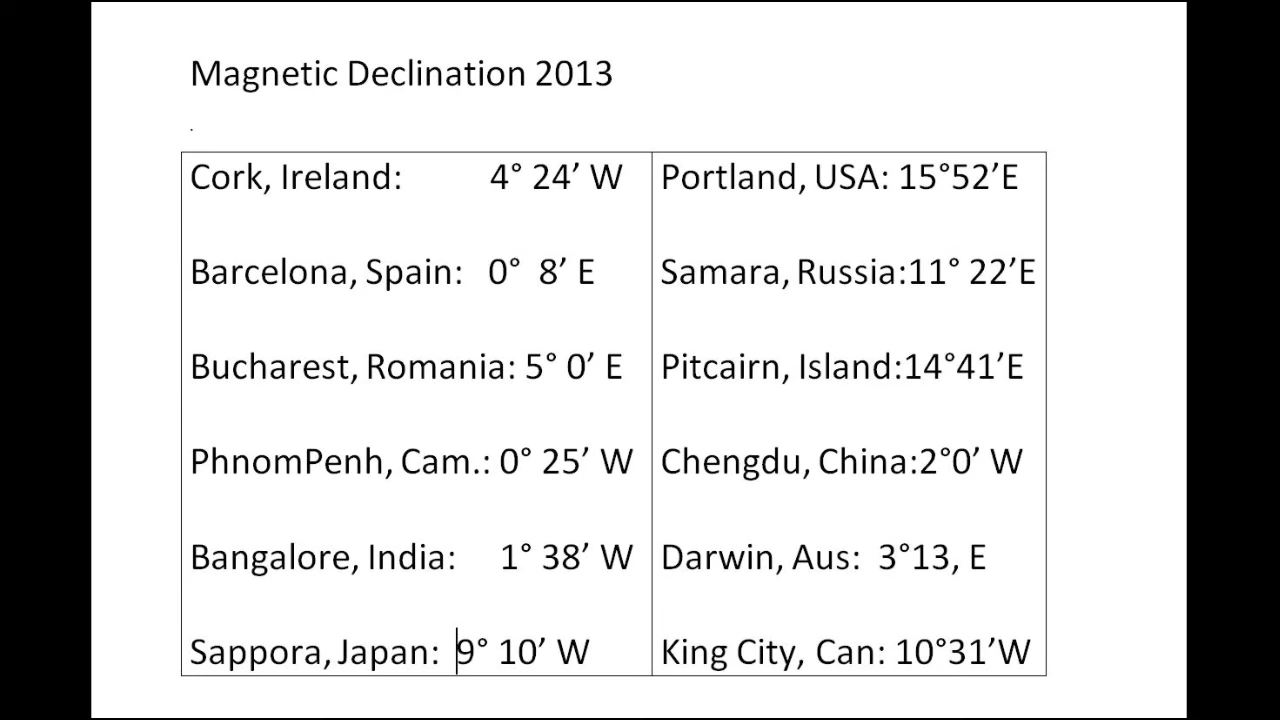 Magnetic Declination 2013
.
Cork, Ireland: 4° 24’ W
Barcelona, Spain: 0° 8’ E
Bucharest, Romania: 5° 0’ E
PhnomPenh, Cam.: 0° 25’ W
Bangalore, India: 1° 38’ W
Sappora, Japan: 9° 10’ W
Portland, USA: 15°52’E
Samara, Russia:11° 22’E
Pitcairn, Island:14°41’E
Chengdu, China:2°0’ W
Darwin, Aus: 3°13, E
King City, Can: 10°31’W